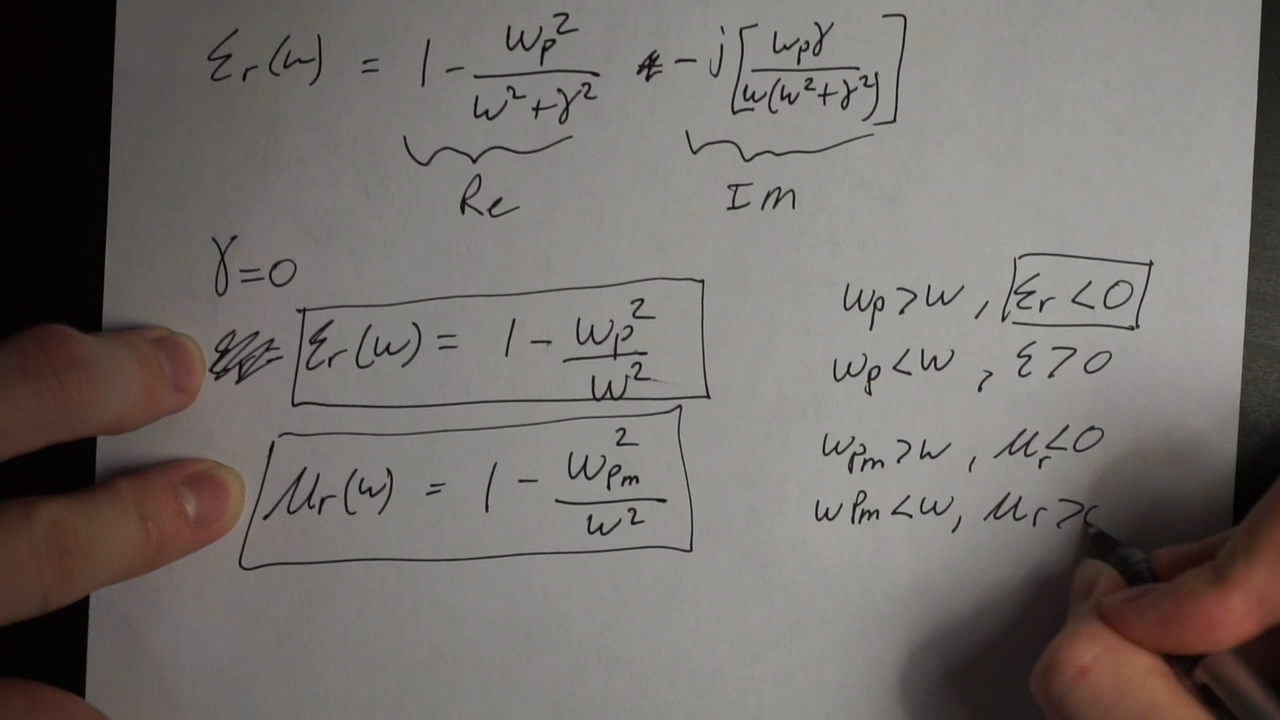 εr(ω) = 1 - ωp²/(ω²+γ²) - j[ωpγ/(ω(ω²+γ²))]
Re Im
γ=0
εr(ω) = 1 - ωp²/ω²
μr(ω) = 1 - ωpm²/ω²
ωp>ω, εr<0
ωp<ω, ε>0
ωpm>ω, μr<0
ωpm<ω, μr>